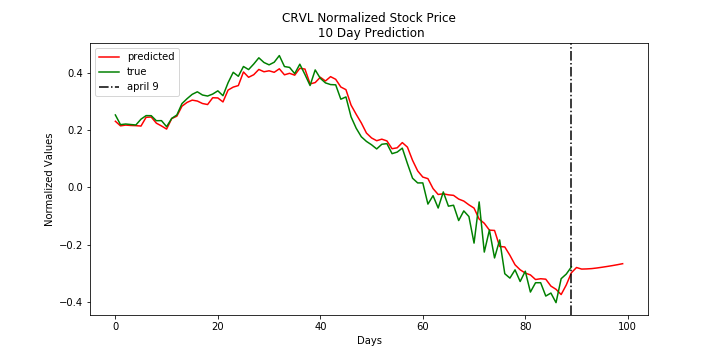 CRVL Normalized Stock Price
10 Day Prediction
predicted
true
april 9
Normalized Values
0.4
0.2
0.0
−0.2
−0.4
0
20
40
60
80
100
Days